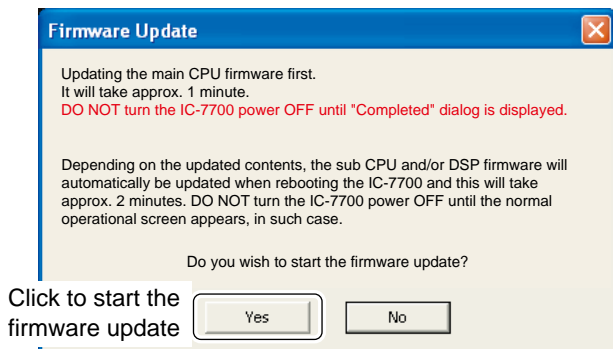 Firmware Update
Updating the main CPU firmware first.
It will take approx. 1 minute.
DO NOT turn the IC-7700 power OFF until "Completed" dialog is displayed.
Depending on the updated contents, the sub CPU and/or DSP firmware will
automatically be updated when rebooting the IC-7700 and this will take
approx. 2 minutes. DO NOT turn the IC-7700 power OFF until the normal
operational screen appears, in such case.
Do you wish to start the firmware update?
Click to start the
firmware update
Yes
No